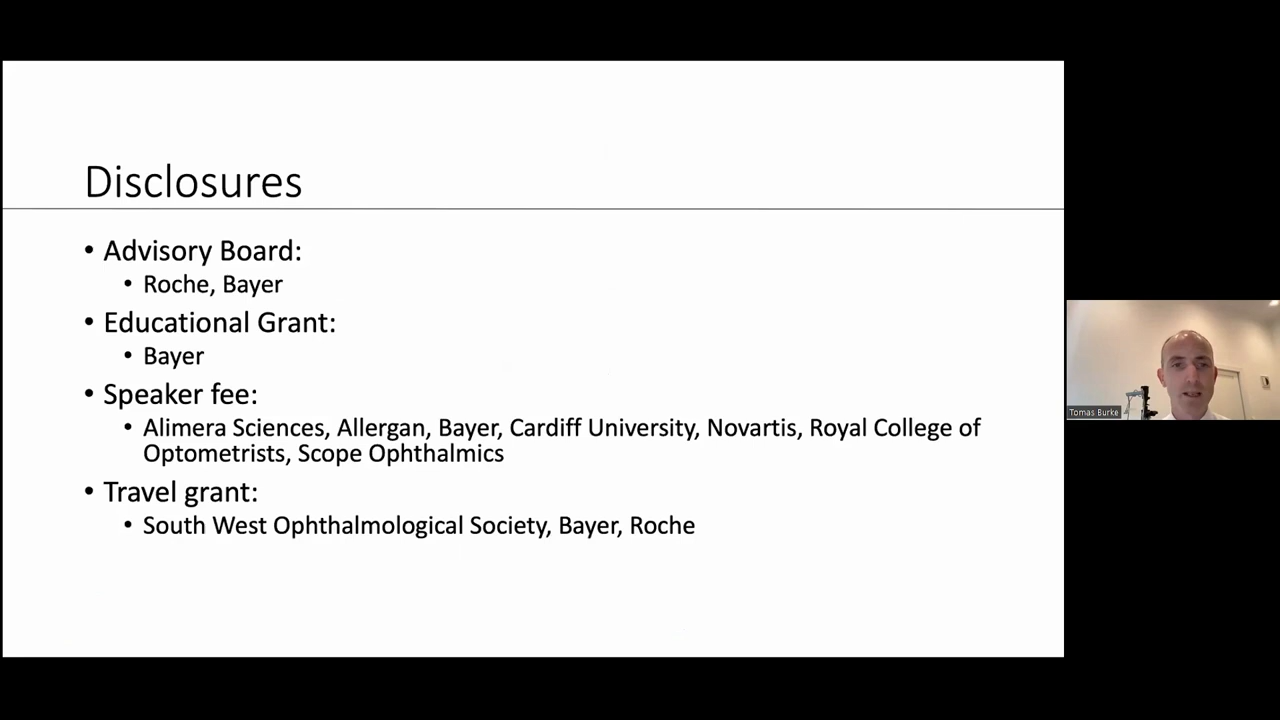 Disclosures
• Advisory Board:
• Roche, Bayer
• Educational Grant:
• Bayer
• Speaker fee:
• Alimera Sciences, Allergan, Bayer, Cardiff University, Novartis, Royal College of
Optometrists, Scope Ophthalmics
• Travel grant:
• South West Ophthalmological Society, Bayer, Roche
Tomas Burke